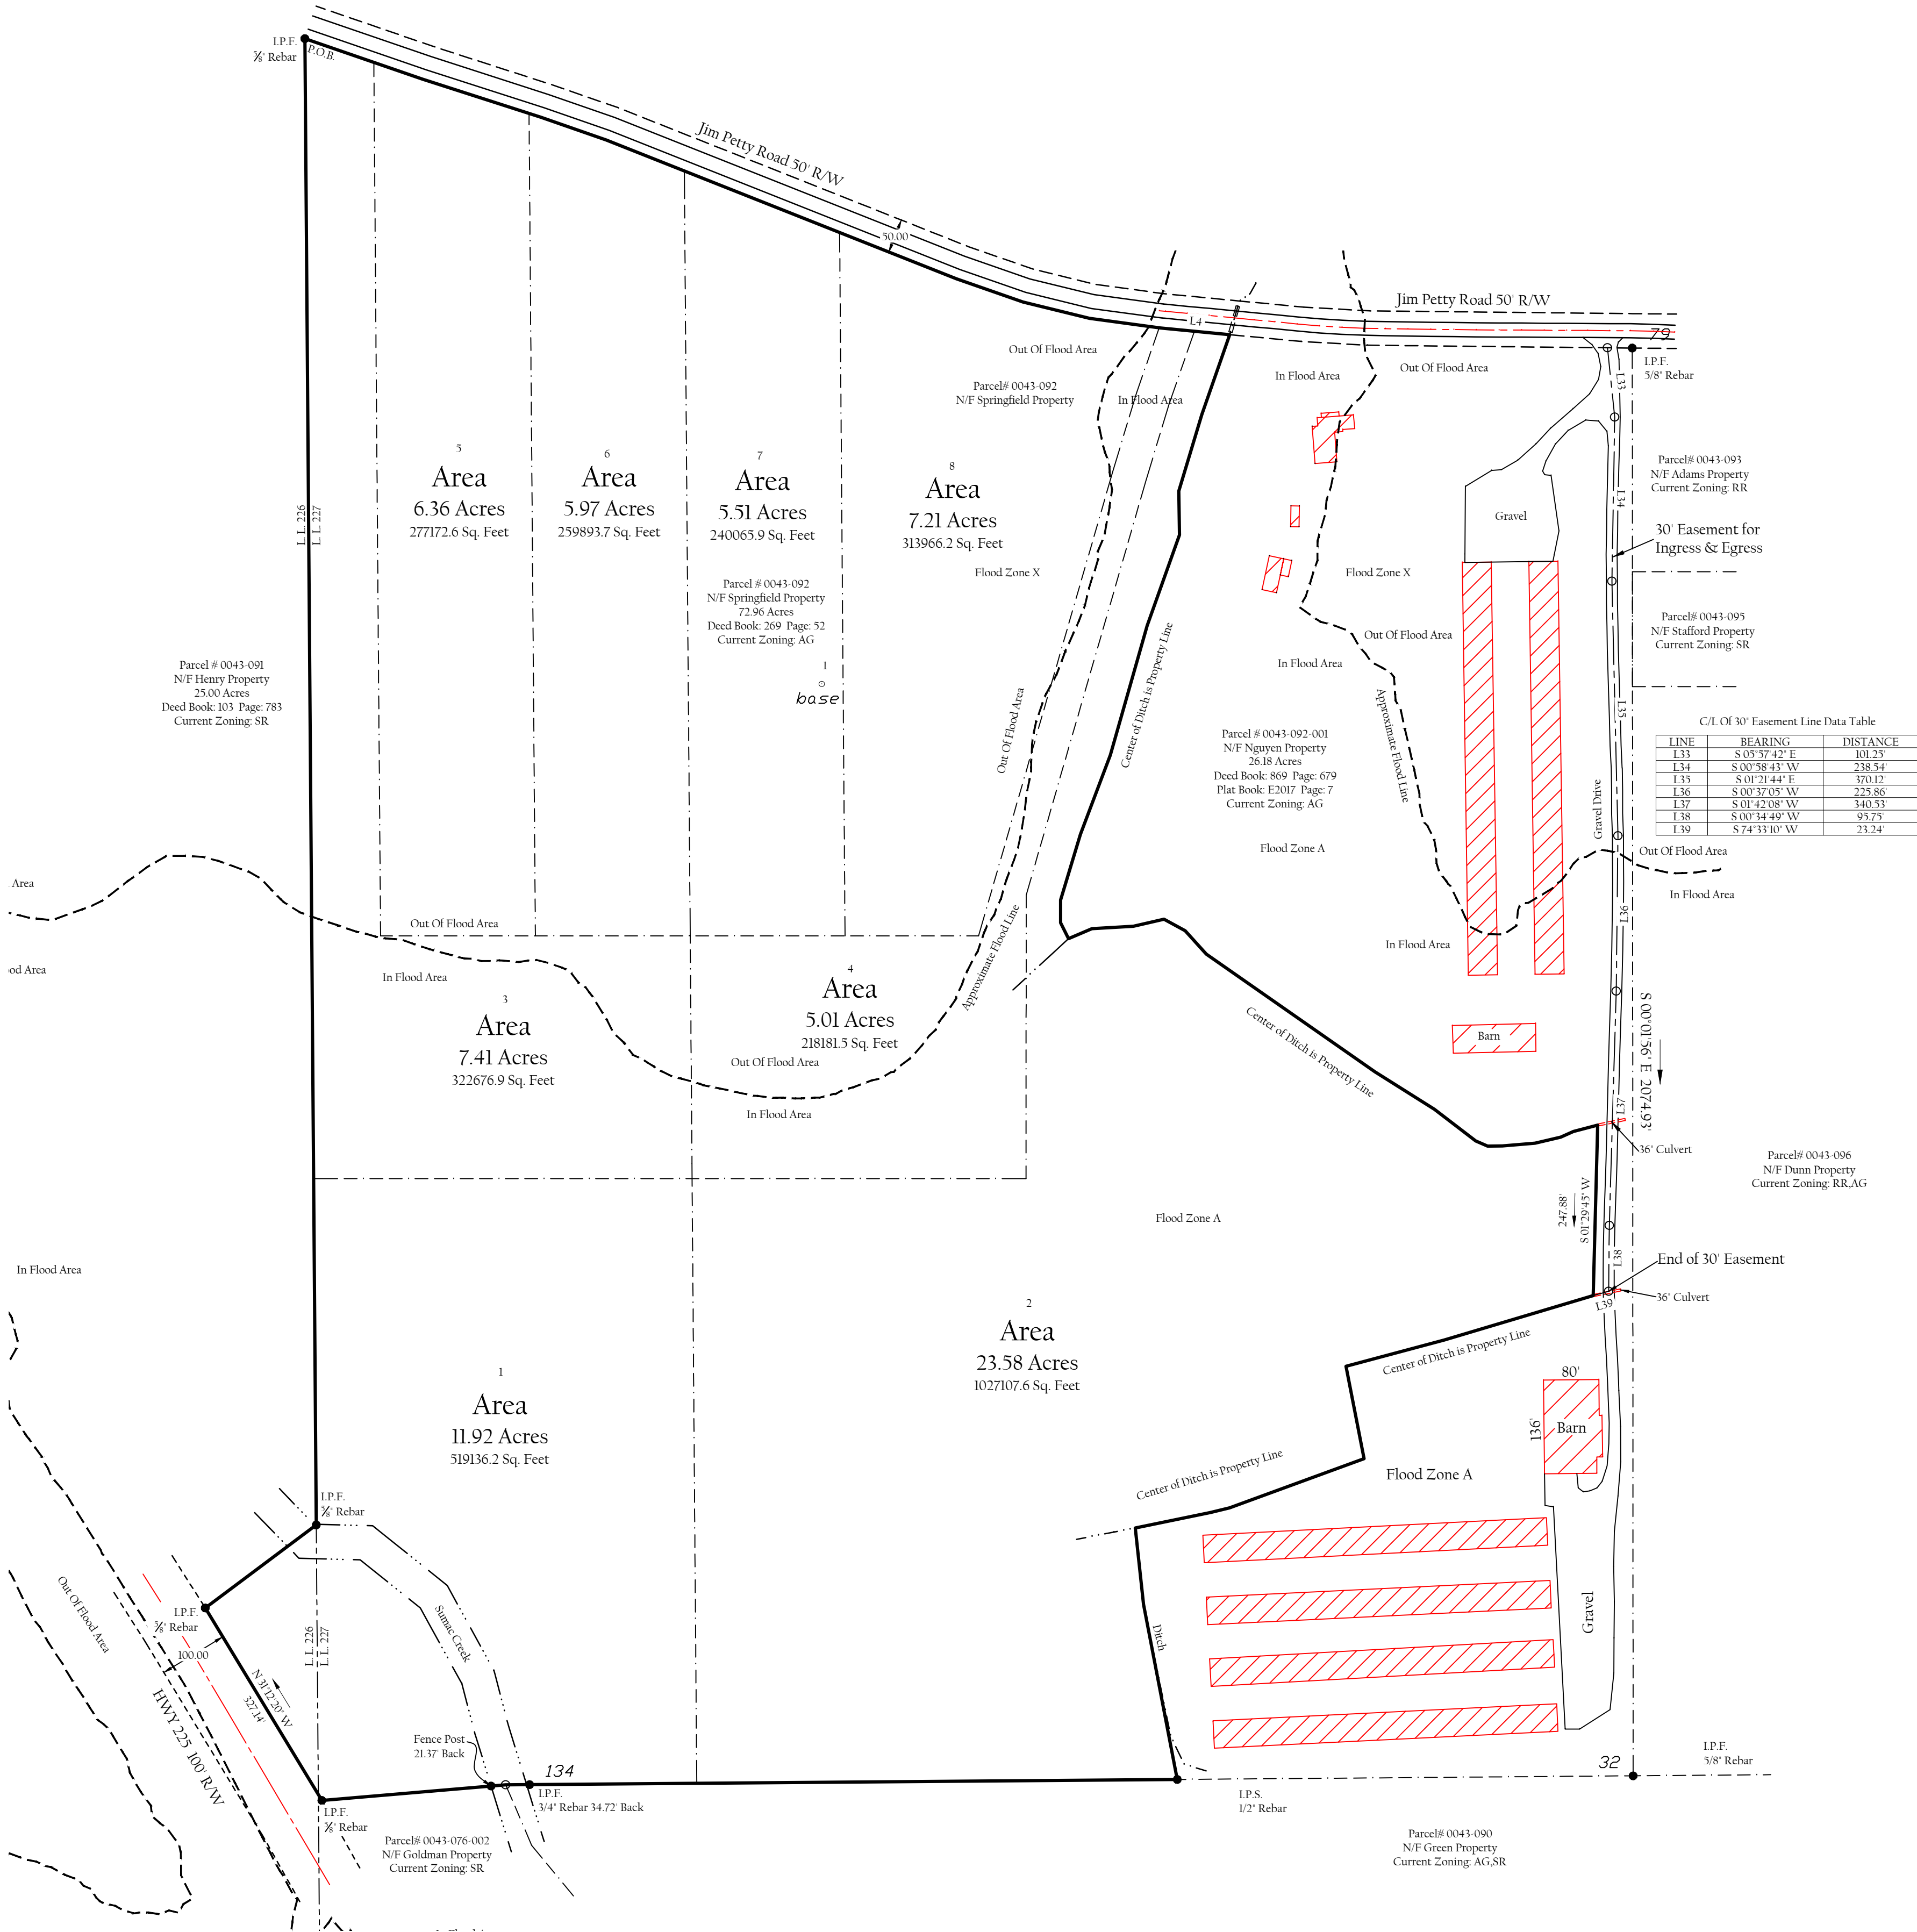 I.P.F.
⅝" Rebar
P.O.B.
Jim Petty Road 50' R/W
50.00
L4
Jim Petty Road 50' R/W
79
I.P.F.
5/8" Rebar
Out Of Flood Area
Parcel# 0043-092
N/F Springfield Property
In Flood Area
In Flood Area
Out Of Flood Area
L33
L34
Parcel# 0043-093
N/F Adams Property
Current Zoning: RR
30' Easement for
Ingress & Egress
Gravel
L. L. 226
L. L. 227
5
Area
6.36 Acres
277172.6 Sq. Feet
6
Area
5.97 Acres
259893.7 Sq. Feet
7
Area
5.51 Acres
240065.9 Sq. Feet
8
Area
7.21 Acres
313966.2 Sq. Feet
Flood Zone X
Flood Zone X
Parcel # 0043-092
N/F Springfield Property
72.96 Acres
Deed Book: 269 Page: 52
Current Zoning: AG
1
base
Parcel# 0043-095
N/F Stafford Property
Current Zoning: SR
Out Of Flood Area
In Flood Area
Parcel # 0043-091
N/F Henry Property
25.00 Acres
Deed Book: 103 Page: 783
Current Zoning: SR
Out Of Flood Area
Center of Ditch is Property Line
Approximate Flood Line
L35
Parcel # 0043-092-001
N/F Nguyen Property
26.18 Acres
Deed Book: 869 Page: 679
Plat Book: E2017 Page: 7
Current Zoning: AG
Flood Zone A
Gravel Drive
C/L Of 30' Easement Line Data Table
LINE BEARING DISTANCE
L33 S 05°57'42" E 101.25'
L34 S 00°58'43" W 238.54'
L35 S 01°21'44" E 370.12'
L36 S 00°37'05" W 225.86'
L37 S 01°42'08" W 340.53'
L38 S 00°34'49" W 95.75'
L39 S 74°33'10" W 23.24'
Out Of Flood Area
In Flood Area
. Area
ood Area
Out Of Flood Area
In Flood Area
Approximate Flood Line
In Flood Area
L36
3
Area
7.41 Acres
322676.9 Sq. Feet
4
Area
5.01 Acres
218181.5 Sq. Feet
Out Of Flood Area
In Flood Area
Center of Ditch is Property Line
Barn
S 00°01'56" E 2074.93'
L37
36" Culvert
Parcel# 0043-096
N/F Dunn Property
Current Zoning: RR,AG
Flood Zone A
247.88'
S 01°29'45" W
L38
End of 30' Easement
36" Culvert
L39
In Flood Area
2
Area
23.58 Acres
1027107.6 Sq. Feet
1
Area
11.92 Acres
519136.2 Sq. Feet
Center of Ditch is Property Line
80'
136'
Barn
Center of Ditch is Property Line
Flood Zone A
I.P.F.
⅝" Rebar
Out Of Flood Area
I.P.F.
⅝" Rebar
100.00
L. L. 226
L. L. 227
Sumac Creek
N 31°12'20" W
327.14'
HWY 225 100' R/W
Ditch
Gravel
Fence Post
21.37' Back
134
I.P.F.
3/4" Rebar 34.72' Back
I.P.F.
⅝" Rebar
I.P.S.
1/2" Rebar
32
I.P.F.
5/8" Rebar
Parcel# 0043-076-002
N/F Goldman Property
Current Zoning: SR
Parcel# 0043-090
N/F Green Property
Current Zoning: AG,SR